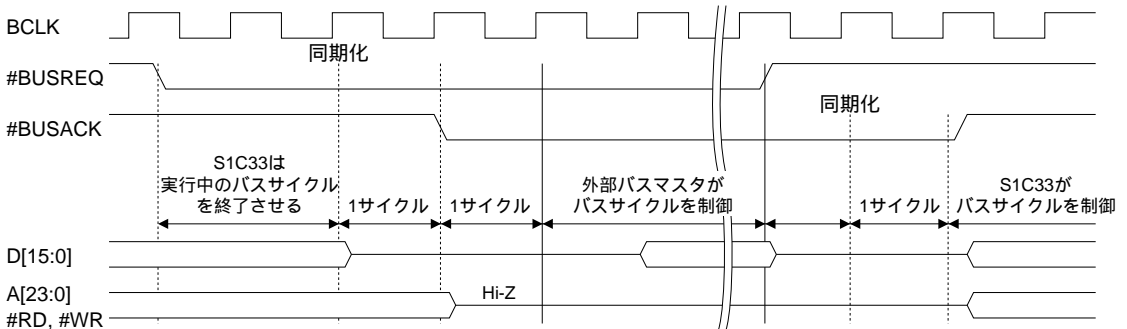 BCLK
同期化
#BUSREQ
同期化
#BUSACK
S1C33は
実行中のバスサイクル
を終了させる
1サイクル
1サイクル
外部バスマスタが
バスサイクルを制御
1サイクル
S1C33が
バスサイクルを制御
D[15:0]
A[23:0]
Hi-Z
#RD, #WR